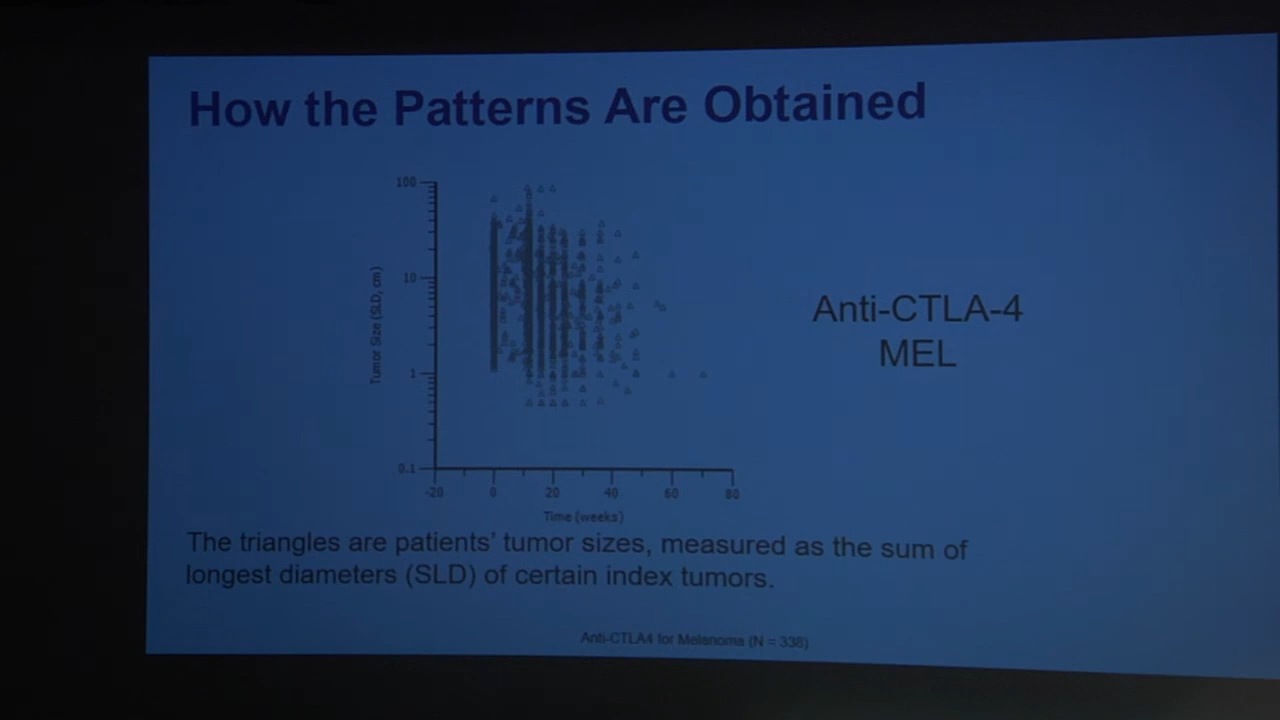 How the Patterns Are Obtained
100
10
1
0.1
Tumor Size (SLD, cm)
-20 0 20 40 60 80
Time (weeks)
Anti-CTLA-4
MEL
The triangles are patients' tumor sizes, measured as the sum of
longest diameters (SLD) of certain index tumors.
Anti-CTLA4 for Melanoma (N = 338)